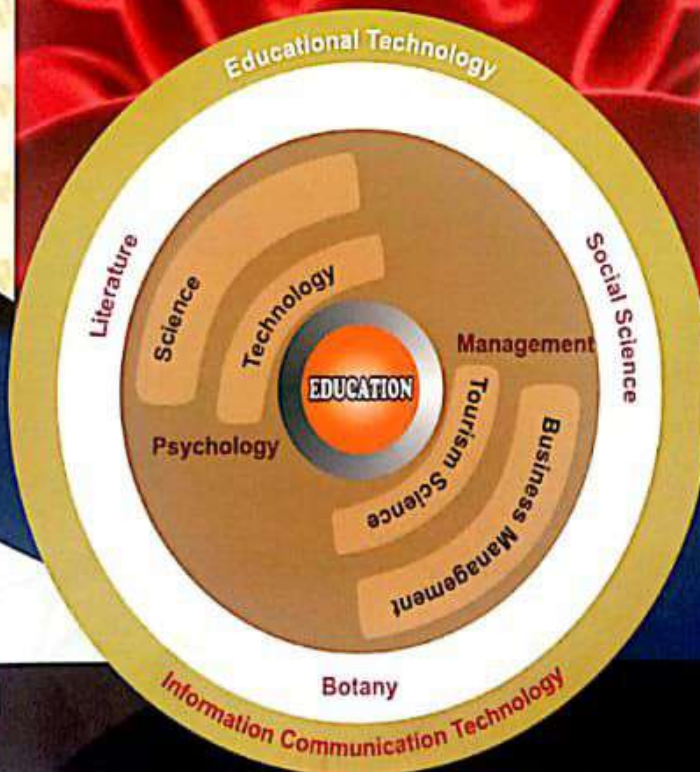 Educational Technology
Literature
Social Science
Science
Technology
Management
EDUCATION
Psychology
Tourism Science
Business Management
Botany
Information Communication Technology